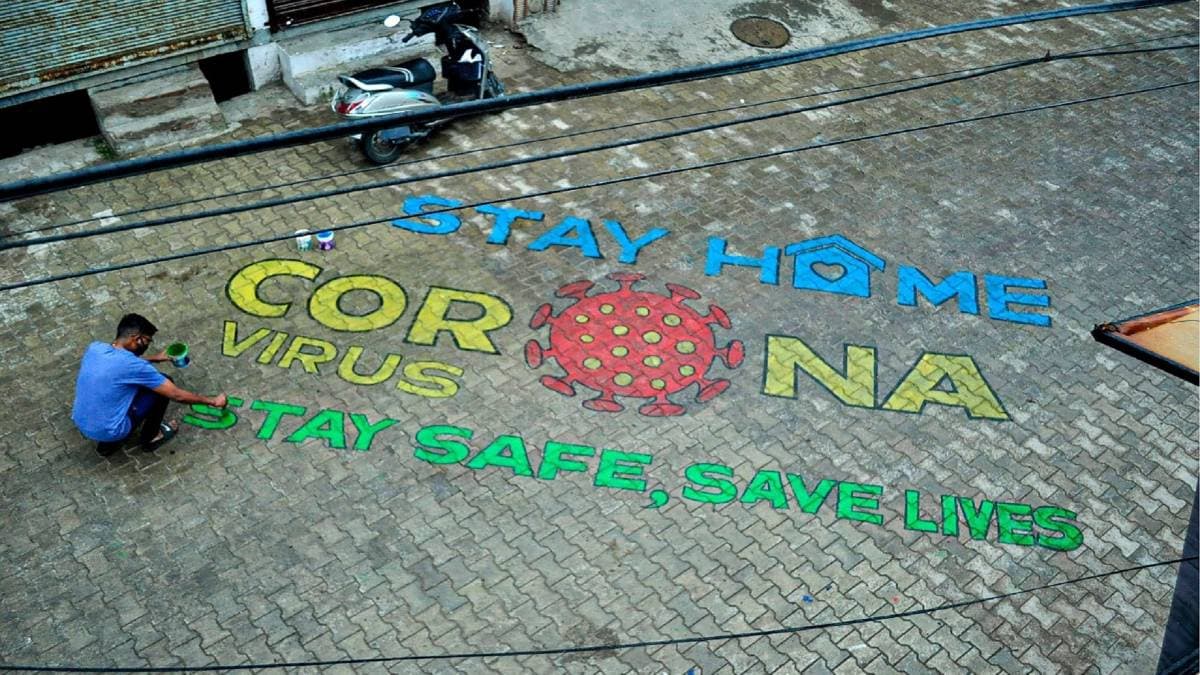 STAY HOME
CORONA
VIRUS
STAY SAFE, SAVE LIVES